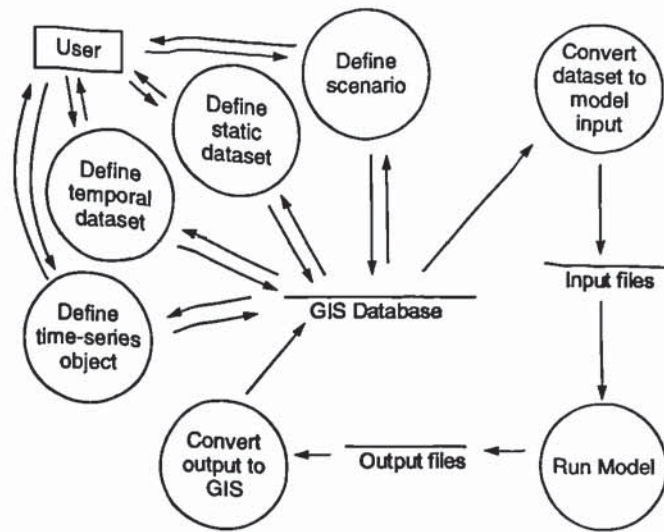 User
Define
scenario
Convert
dataset to
model
input
Define
static
dataset
Define
temporal
dataset
Input files
Define
time-series
object
GIS Database
Convert
output to
GIS
Output files
Run Model